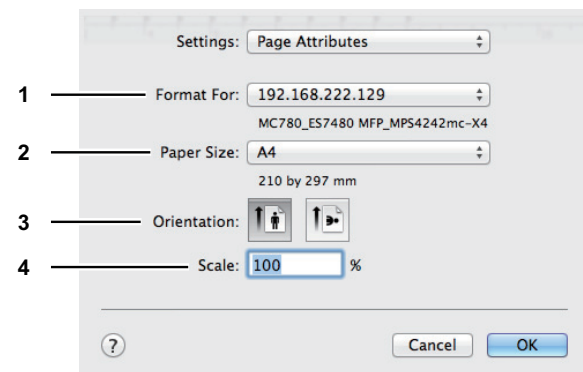 Settings: Page Attributes
1 Format For: 192.168.222.129
MC780_ES7480 MFP_MPS4242mc-X4
2 Paper Size: A4
210 by 297 mm
3 Orientation:
4 Scale: 100 %
? Cancel OK